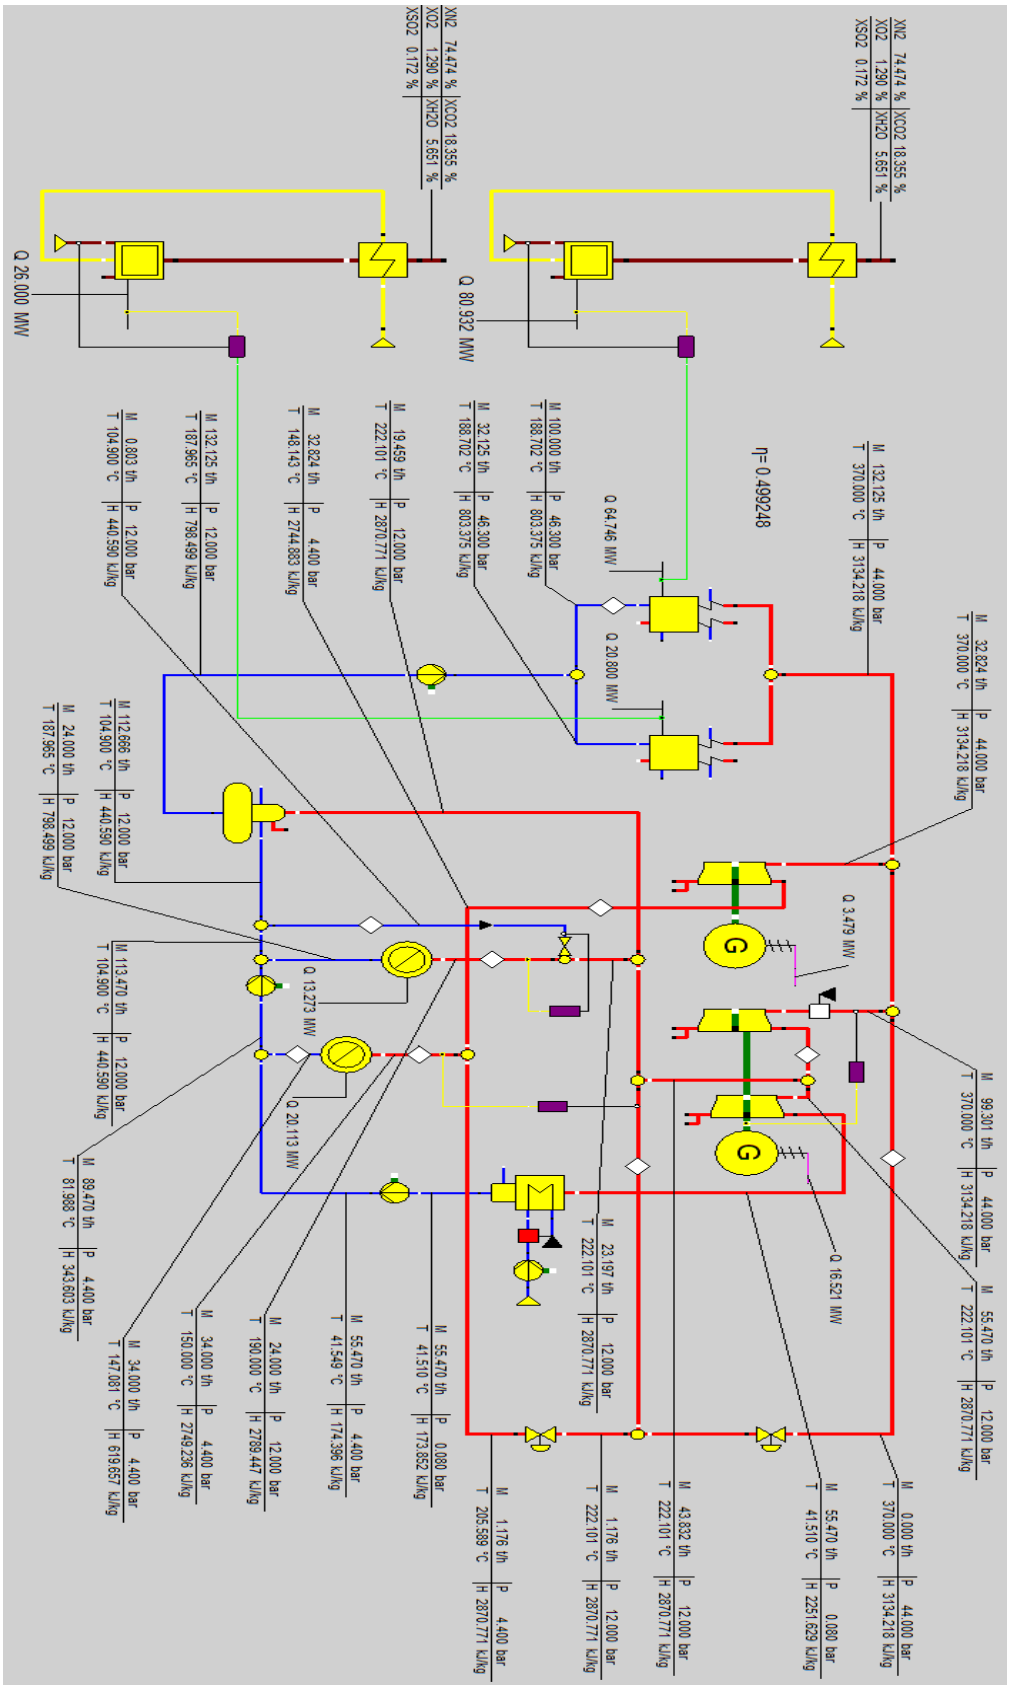 XN2 74.474 % XCO2 18.355 %
XO2 1.290 % XH2O 5.651 %
XSO2 0.172 %
XN2 74.474 % XCO2 18.355 %
XO2 1.290 % XH2O 5.651 %
XSO2 0.172 %
Q 26.000 MW
Q 80.932 MW
η= 0.499248
M 132.125 t/h P 44.000 bar
T 370.000 °C H 3134.218 kJ/kg
M 100.000 t/h P 46.300 bar
T 188.702 °C H 803.375 kJ/kg
M 32.125 t/h P 46.300 bar
T 188.702 °C H 803.375 kJ/kg
M 19.459 t/h P 12.000 bar
T 222.101 °C H 2870.771 kJ/kg
M 32.824 t/h P 4.400 bar
T 148.143 °C H 2744.883 kJ/kg
M 132.125 t/h P 12.000 bar
T 187.965 °C H 798.499 kJ/kg
M 0.803 t/h P 12.000 bar
T 104.900 °C H 440.590 kJ/kg
Q 64.746 MW
Q 20.800 MW
M 32.824 t/h P 44.000 bar
T 370.000 °C H 3134.218 kJ/kg
M 112.666 t/h P 12.000 bar
T 104.900 °C H 440.590 kJ/kg
M 24.000 t/h P 12.000 bar
T 187.965 °C H 798.499 kJ/kg
Q 3.479 MW
G
M 113.470 t/h P 12.000 bar
T 104.900 °C H 440.590 kJ/kg
Q 13.273 MW
Q 20.113 MW
G
Q 16.521 MW
M 99.301 t/h P 44.000 bar
T 370.000 °C H 3134.218 kJ/kg
M 89.470 t/h P 4.400 bar
T 81.988 °C H 343.603 kJ/kg
M 23.197 t/h P 12.000 bar
T 222.101 °C H 2870.771 kJ/kg
M 55.470 t/h P 12.000 bar
T 222.101 °C H 2870.771 kJ/kg
M 55.470 t/h P 0.080 bar
T 41.510 °C H 173.852 kJ/kg
M 55.470 t/h P 4.400 bar
T 41.549 °C H 174.396 kJ/kg
M 24.000 t/h P 12.000 bar
T 190.000 °C H 2789.447 kJ/kg
M 34.000 t/h P 4.400 bar
T 150.000 °C H 2749.236 kJ/kg
M 34.000 t/h P 4.400 bar
T 147.081 °C H 619.657 kJ/kg
M 0.000 t/h P 44.000 bar
T 370.000 °C H 3134.218 kJ/kg
M 55.470 t/h P 0.080 bar
T 41.510 °C H 2251.629 kJ/kg
M 43.832 t/h P 12.000 bar
T 222.101 °C H 2870.771 kJ/kg
M 1.176 t/h P 12.000 bar
T 222.101 °C H 2870.771 kJ/kg
M 1.176 t/h P 4.400 bar
T 205.589 °C H 2870.771 kJ/kg